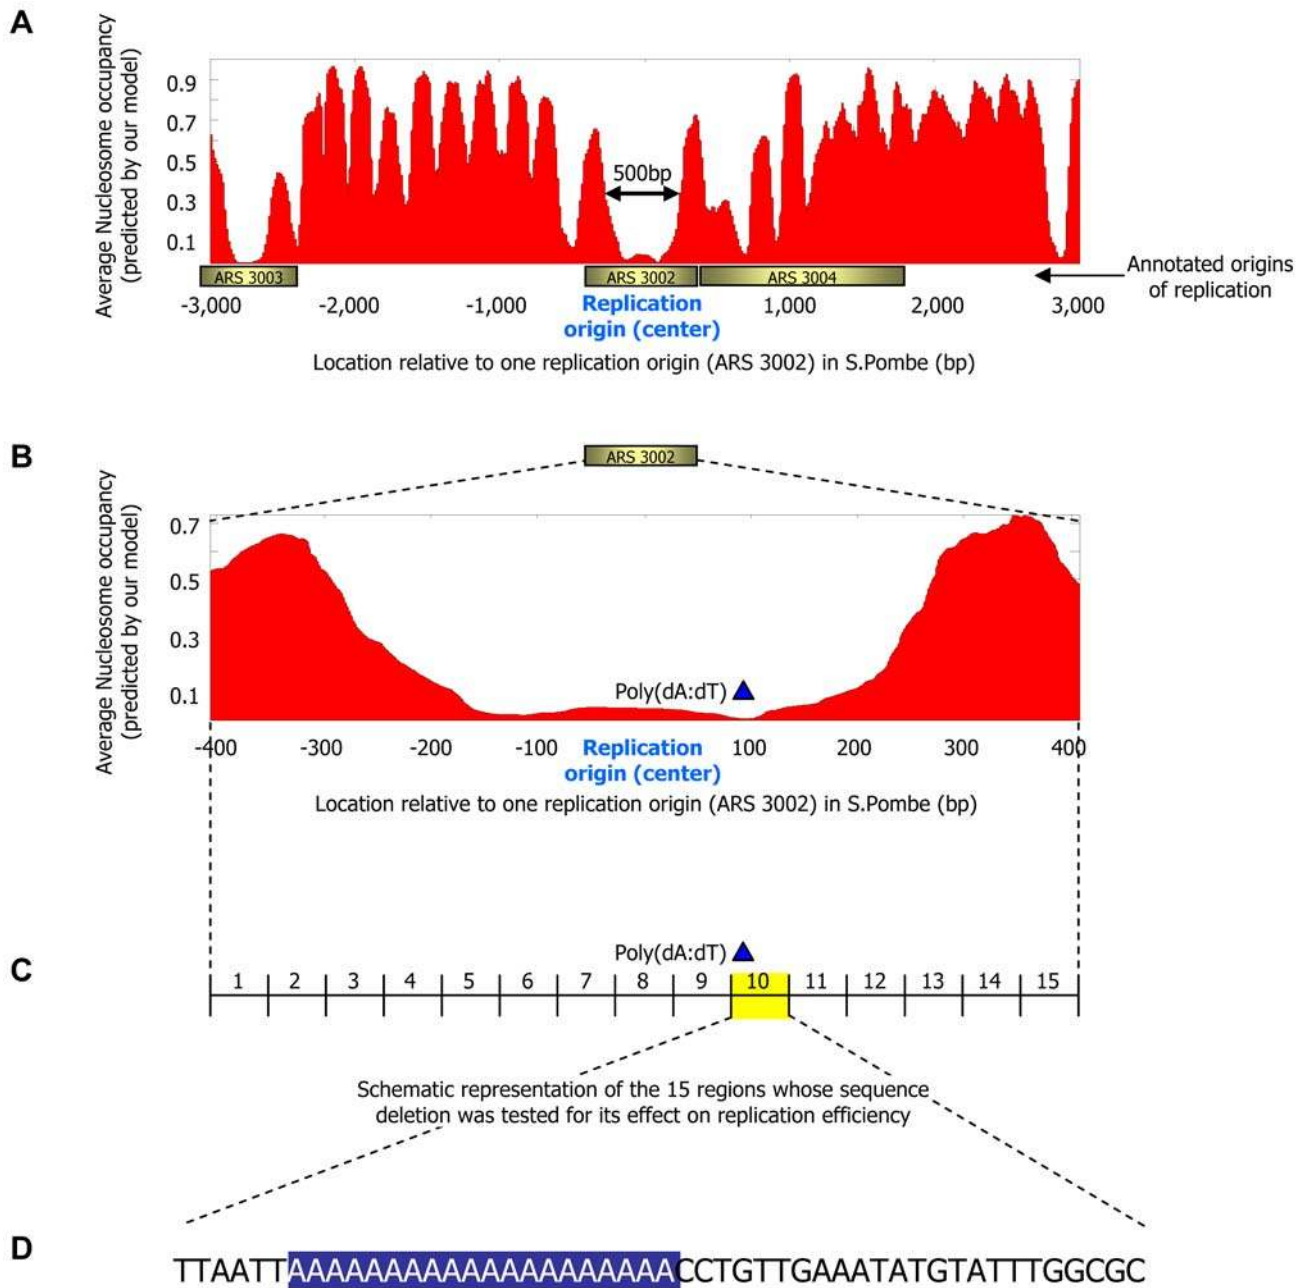 A
Average Nucleosome occupancy
(predicted by our model)
0.9
0.7
0.5
0.3
0.1
500bp
ARS 3003
ARS 3002
ARS 3004
Annotated origins
of replication
-3,000
-2,000
-1,000
Replication
origin (center)
1,000
2,000
3,000
Location relative to one replication origin (ARS 3002) in S.Pombe (bp)
B
ARS 3002
Average Nucleosome occupancy
(predicted by our model)
0.7
0.5
0.3
0.1
Poly(dA:dT)
-400
-300
-200
-100
Replication
origin (center)
100
200
300
400
Location relative to one replication origin (ARS 3002) in S.Pombe (bp)
C
Poly(dA:dT)
1 2 3 4 5 6 7 8 9 10 11 12 13 14 15
Schematic representation of the 15 regions whose sequence
deletion was tested for its effect on replication efficiency
D
TTAATTAAAAAAAAAAAAAAAAAAAACCTGTTGAAATATGTATTTGGCGC